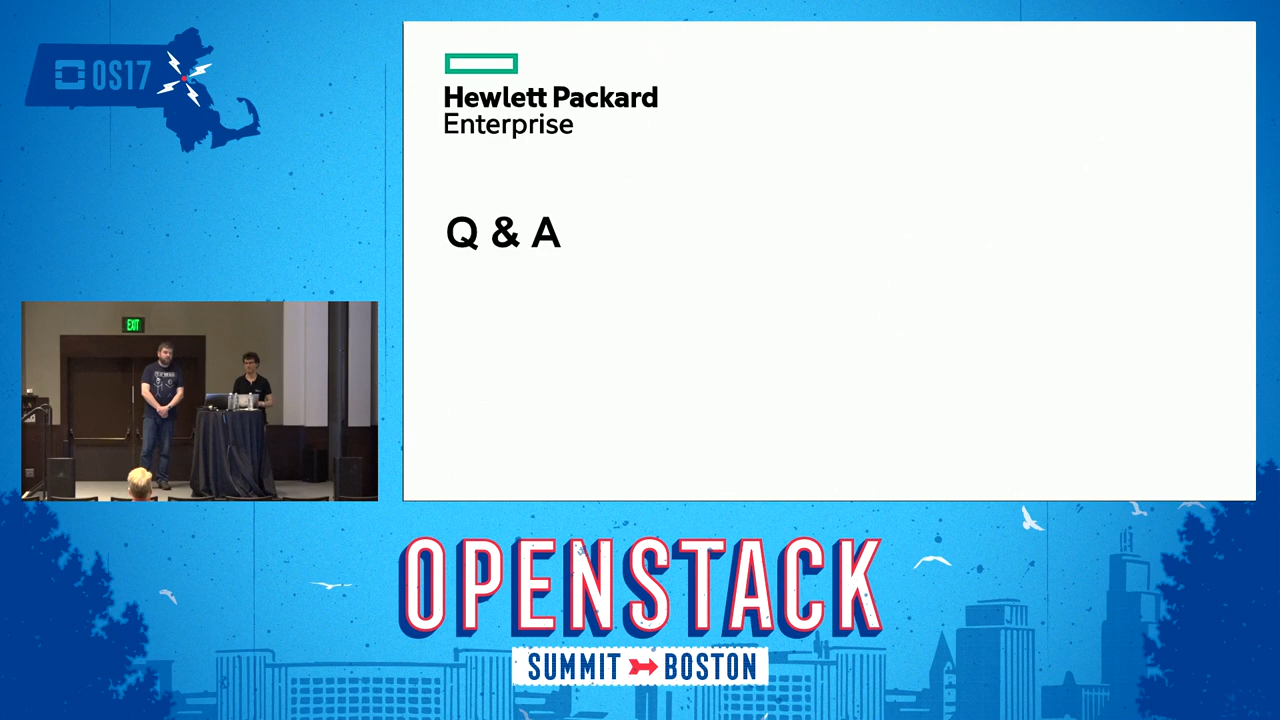 OS17
Hewlett Packard
Enterprise
Q & A
EXIT
OPENSTACK
SUMMIT BOSTON